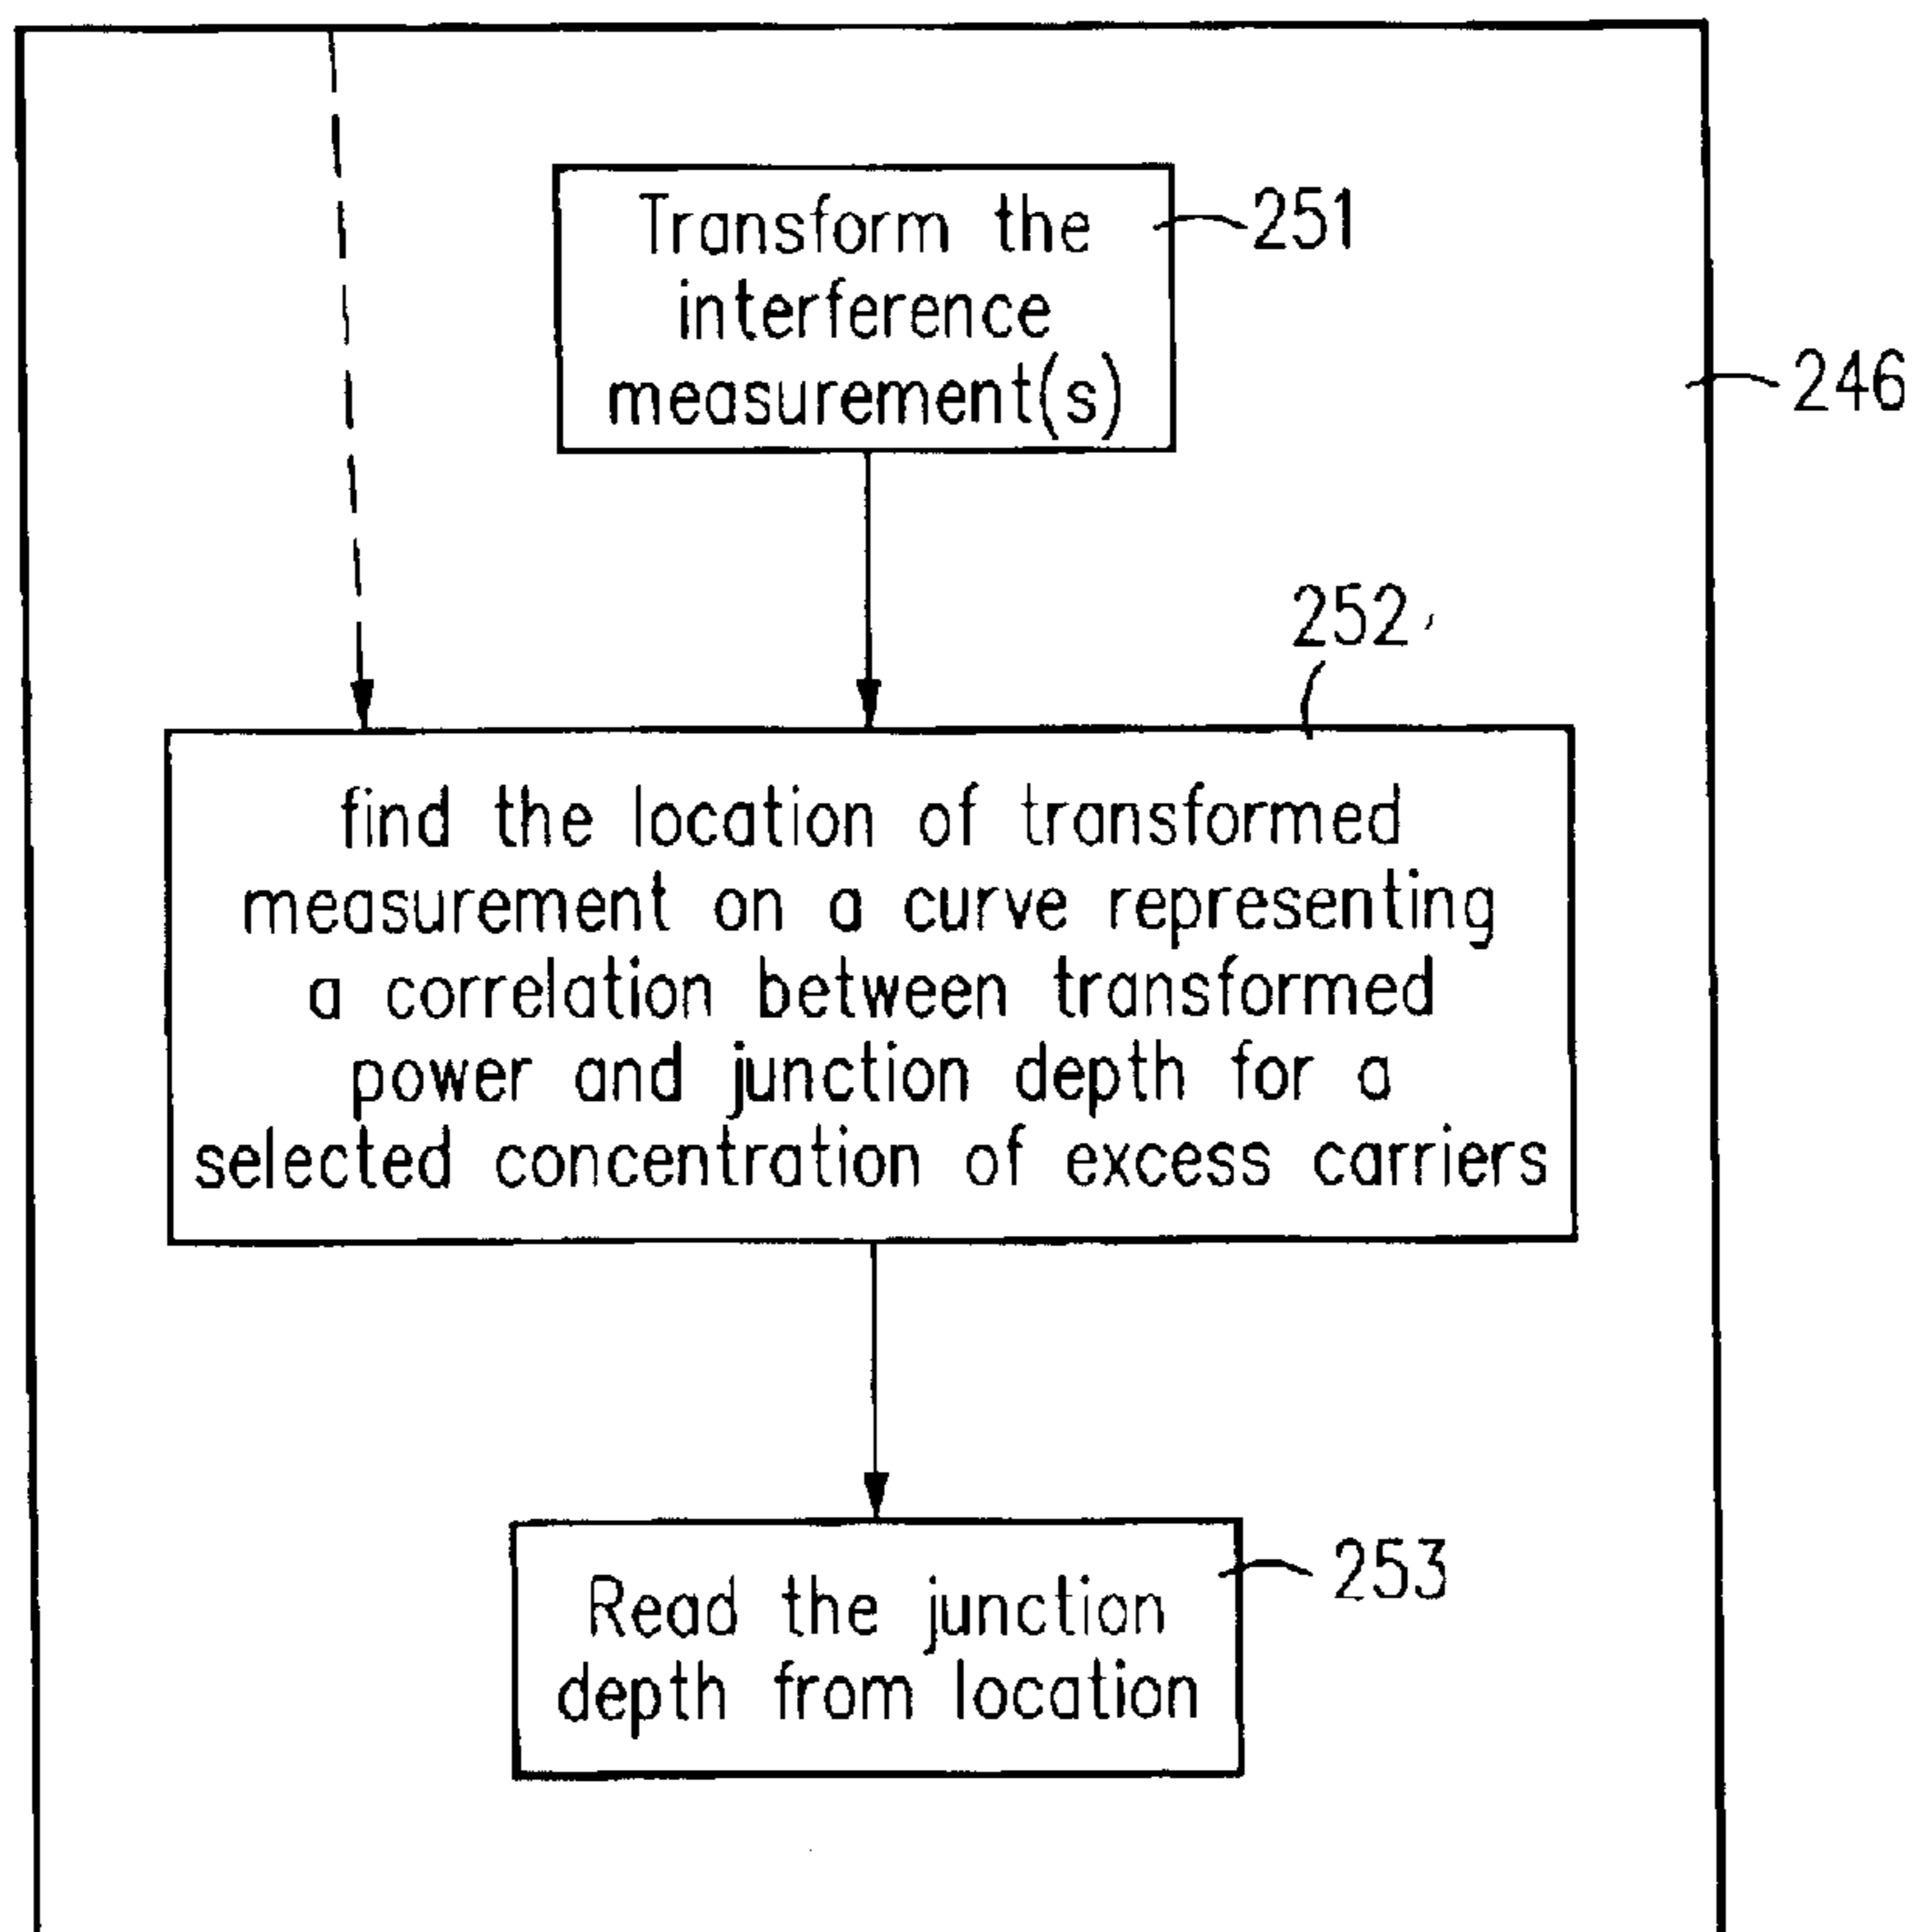 Transform the
interference
measurement(s)
251
246
252
find the location of transformed
measurement on a curve representing
a correlation between transformed
power and junction depth for a
selected concentration of excess carriers
Read the junction
depth from location
253